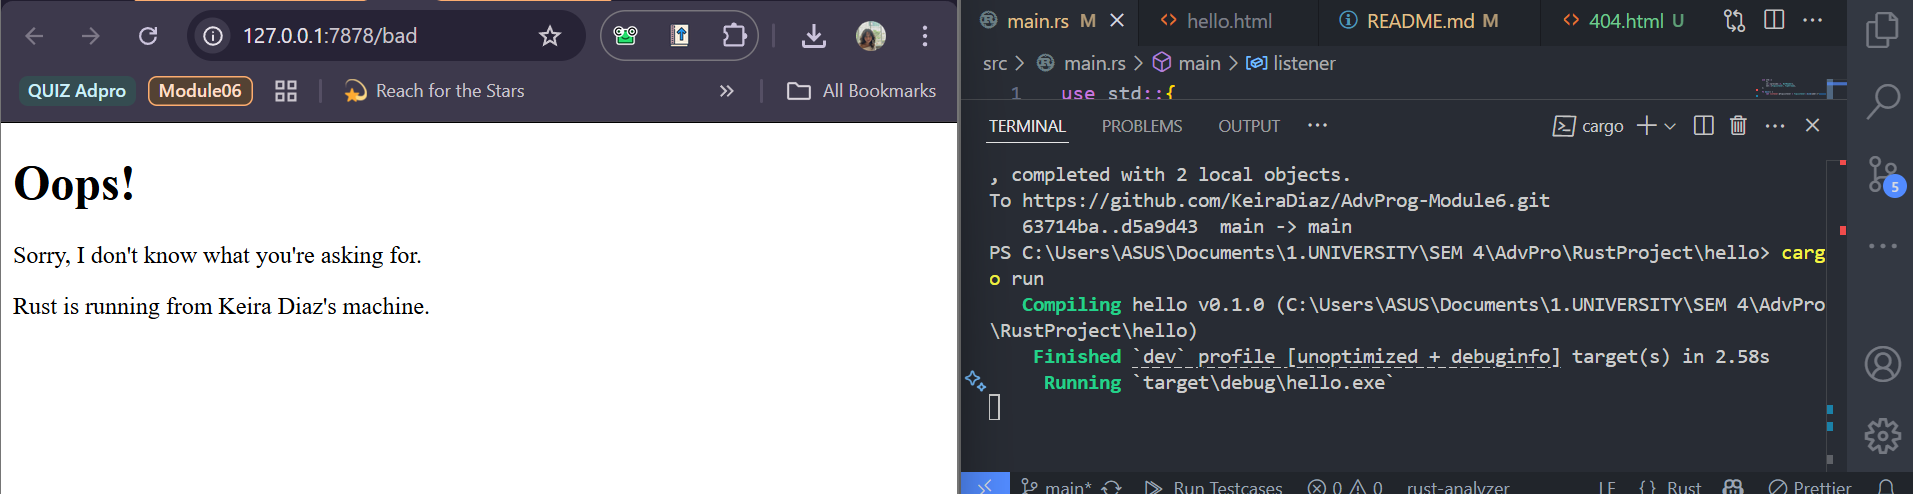 127.0.0.1:7878/bad
QUIZ Adpro Module06 Reach for the Stars » All Bookmarks
Oops!
Sorry, I don't know what you're asking for.
Rust is running from Keira Diaz's machine.
main.rs M hello.html README.md M 404.html U
src > main.rs > main > listener
1 use std::{
TERMINAL PROBLEMS OUTPUT ··· cargo
, completed with 2 local objects.
To https://github.com/KeiraDiaz/AdvProg-Module6.git
63714ba..d5a9d43 main -> main
PS C:\Users\ASUS\Documents\1.UNIVERSITY\SEM 4\AdvPro\RustProject\hello> carg
o run
Compiling hello v0.1.0 (C:\Users\ASUS\Documents\1.UNIVERSITY\SEM 4\AdvPro
\RustProject\hello)
Finished `dev` profile [unoptimized + debuginfo] target(s) in 2.58s
Running `target\debug\hello.exe`
5
main* Run Testcases 0 0 rust-analyzer LF {} Rust Prettier